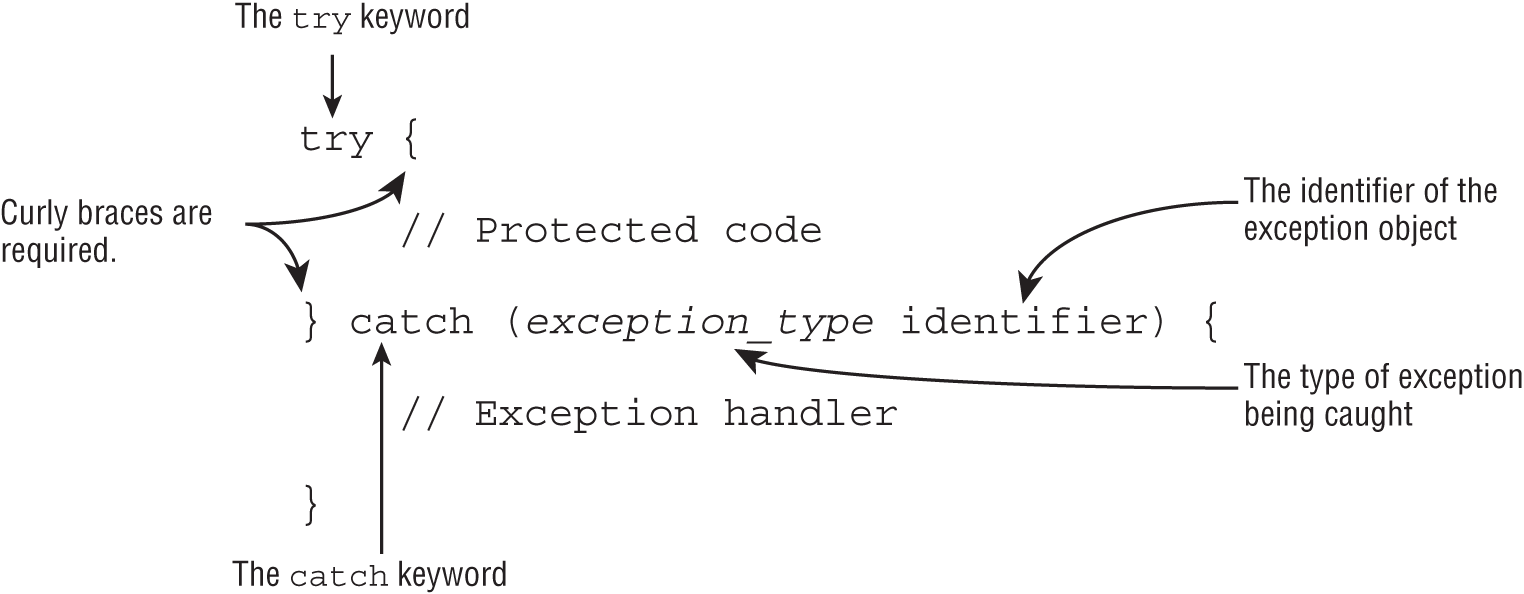 The try keyword
try {
Curly braces are
required.
// Protected code
The identifier of the
exception object
} catch (exception_type identifier) {
The type of exception
being caught
// Exception handler
}
The catch keyword